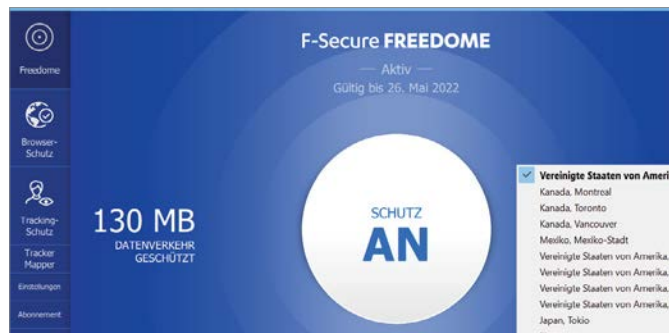 F-Secure FREEDOME
Aktiv
Gültig bis 26. Mai 2022
Freedome
Browser-
Schutz
Tracking-
Schutz
Tracker
Mapper
Einstellungen
Abonnement
130 MB
DATENVERKEHR
GESCHÜTZT
SCHUTZ
AN
Vereinigte Staaten von Ameri
Kanada, Montreal
Kanada, Toronto
Kanada, Vancouver
Mexiko, Mexiko-Stadt
Vereinigte Staaten von Amerika,
Vereinigte Staaten von Amerika,
Vereinigte Staaten von Amerika,
Vereinigte Staaten von Amerika,
Japan, Tokio